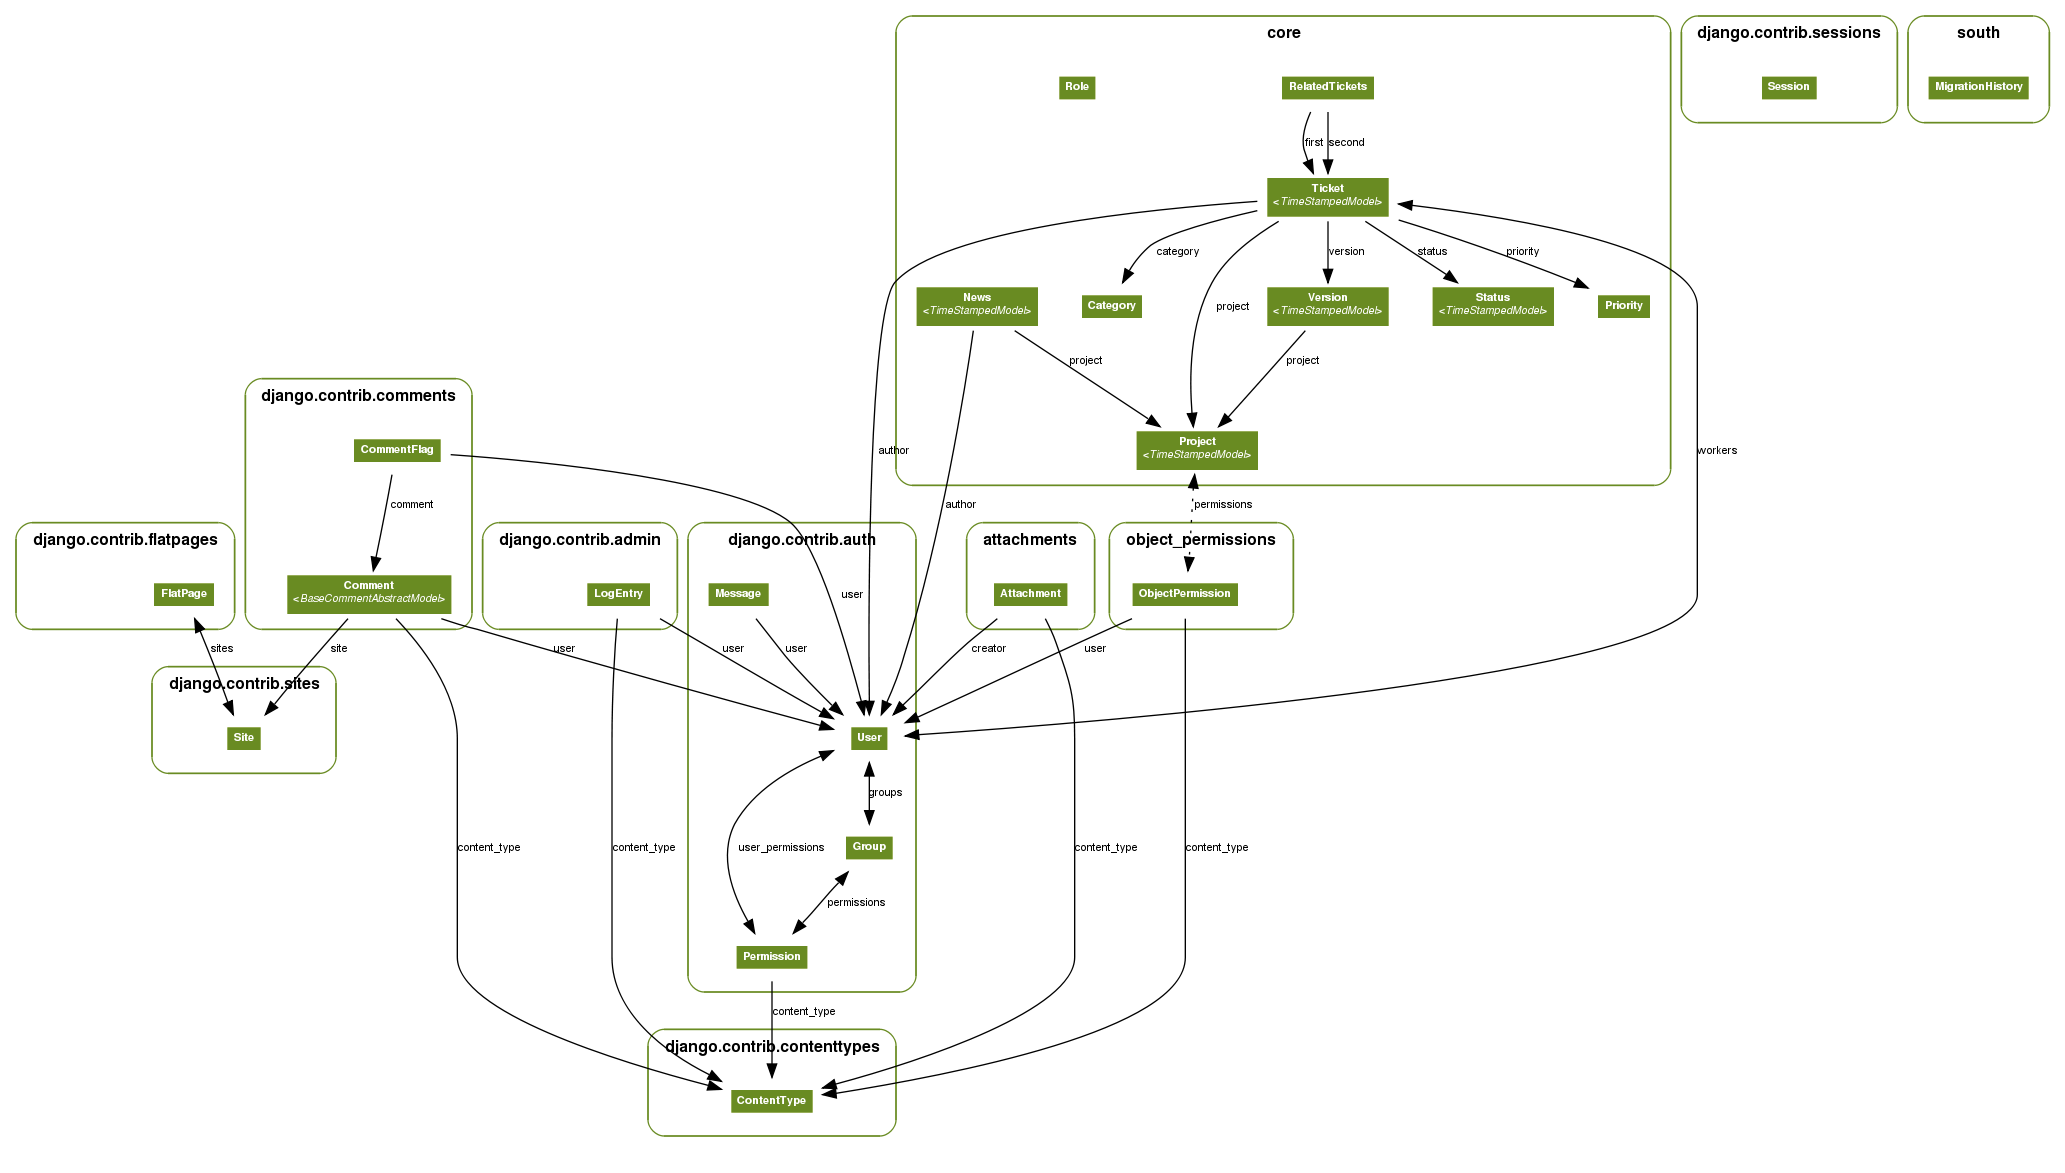 core
django.contrib.sessions
south
Role
RelatedTickets
Session
MigrationHistory
first
second
Ticket
<TimeStampedModel>
category
version
status
priority
News
<TimeStampedModel>
Category
project
Version
<TimeStampedModel>
Status
<TimeStampedModel>
Priority
project
project
django.contrib.comments
CommentFlag
author
Project
<TimeStampedModel>
workers
comment
author
permissions
django.contrib.flatpages
django.contrib.admin
django.contrib.auth
attachments
object_permissions
FlatPage
Comment
<BaseCommentAbstractModel>
LogEntry
Message
user
Attachment
ObjectPermission
sites
site
user
user
user
creator
user
django.contrib.sites
Site
User
groups
content_type
content_type
user_permissions
Group
content_type
content_type
permissions
Permission
content_type
django.contrib.contenttypes
ContentType